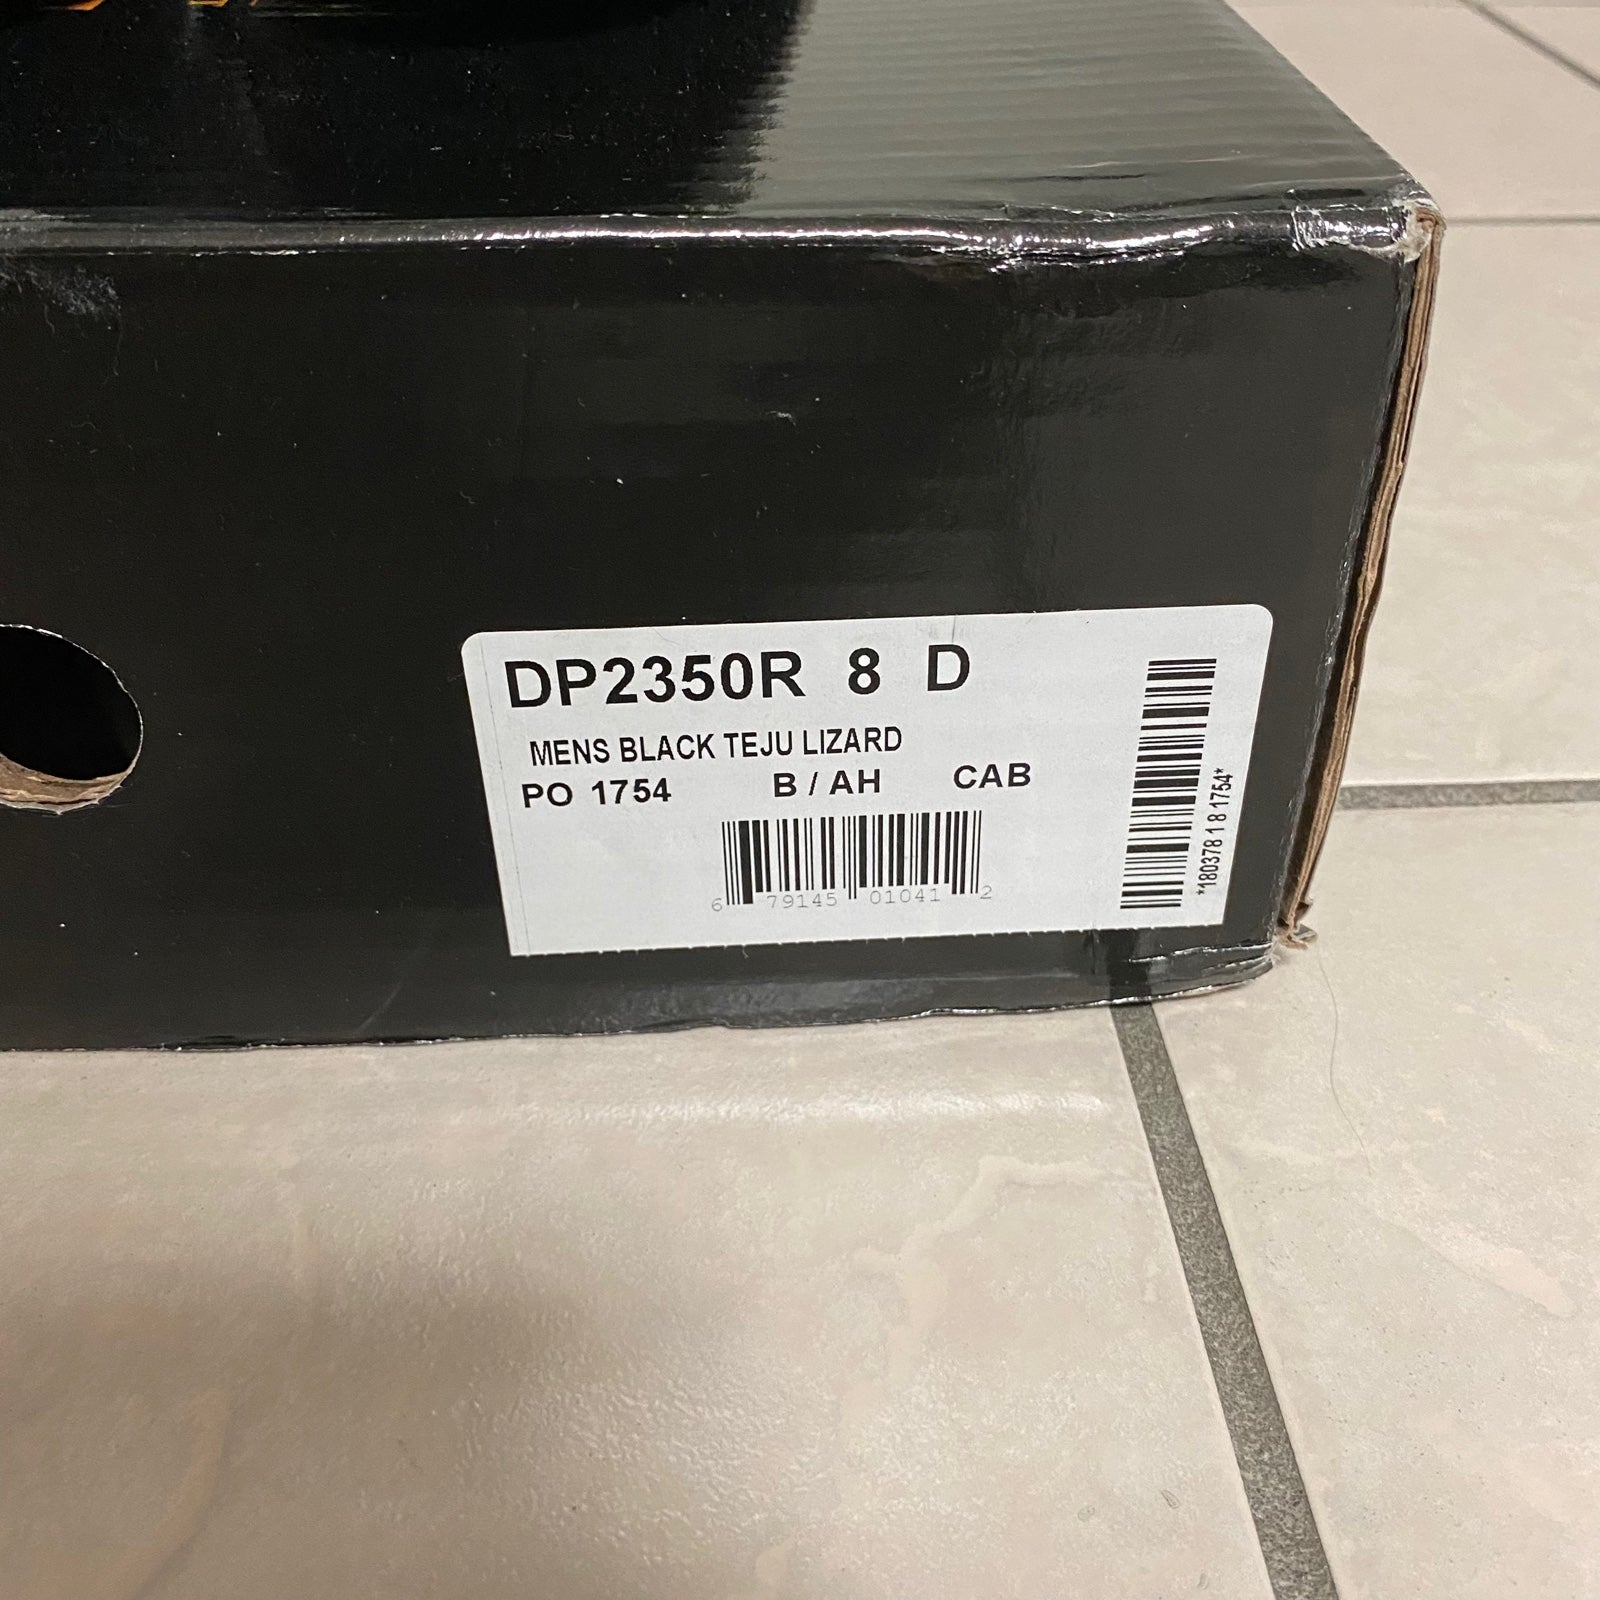 DP2350R 8 D
MENS BLACK TEJU LIZARD
PO 1754 B / AH CAB
6 79145 01041 2
*180378 1 8 1754*